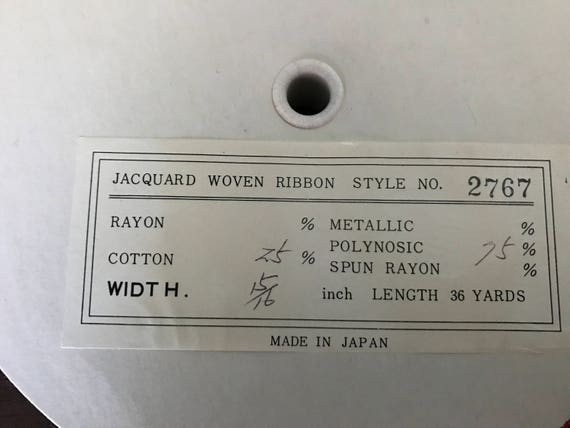 JACQUARD WOVEN RIBBON STYLE NO. 2767
RAYON % METALLIC %
COTTON 25 % POLYNOSIC 75 %
SPUN RAYON %
WIDTH. 15/16 inch LENGTH 36 YARDS
MADE IN JAPAN